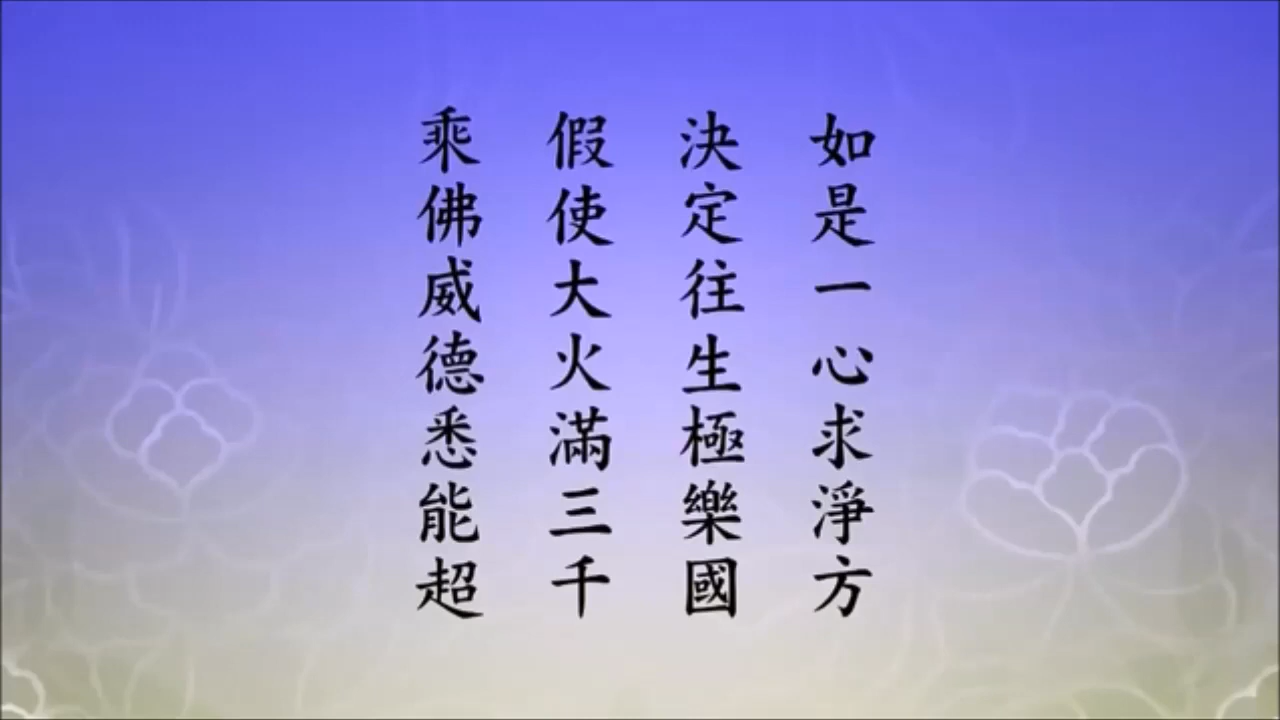 如是一心求淨方
決定往生極樂國
假使大火滿三千
乘佛威德悉能超